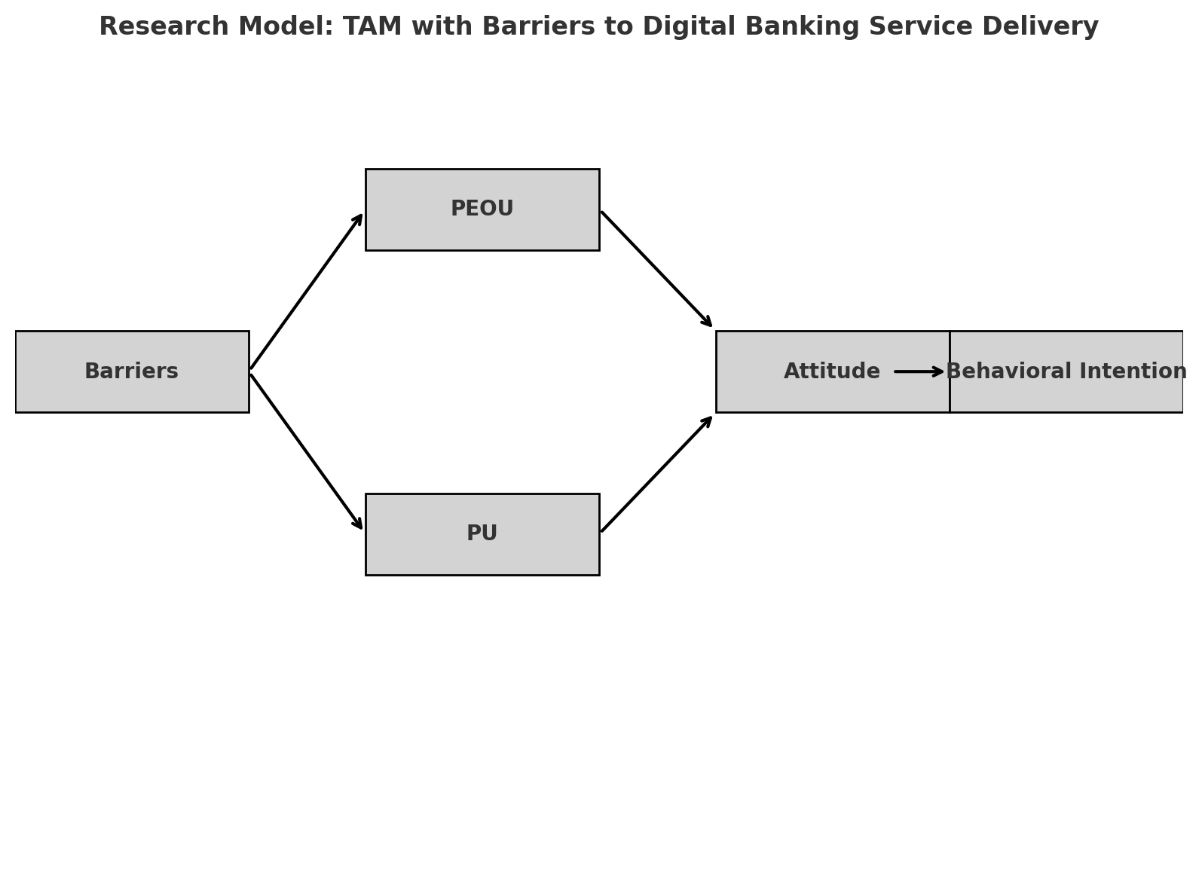 Research Model: TAM with Barriers to Digital Banking Service Delivery
PEOU
Barriers
Attitude
Behavioral Intention
PU